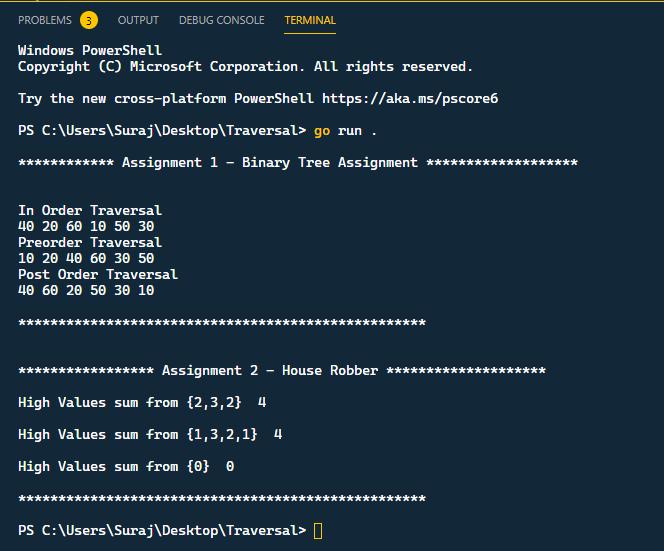 PROBLEMS 3 OUTPUT DEBUG CONSOLE TERMINAL
Windows PowerShell
Copyright (C) Microsoft Corporation. All rights reserved.
Try the new cross-platform PowerShell https://aka.ms/pscore6
PS C:\Users\Suraj\Desktop\Traversal> go run .
************ Assignment 1 - Binary Tree Assignment *******************
In Order Traversal
40 20 60 10 50 30
Preorder Traversal
10 20 40 60 30 50
Post Order Traversal
40 60 20 50 30 10
***************************************************
***************** Assignment 2 - House Robber ********************
High Values sum from {2,3,2}  4
High Values sum from {1,3,2,1}  4
High Values sum from {0}  0
***************************************************
PS C:\Users\Suraj\Desktop\Traversal>